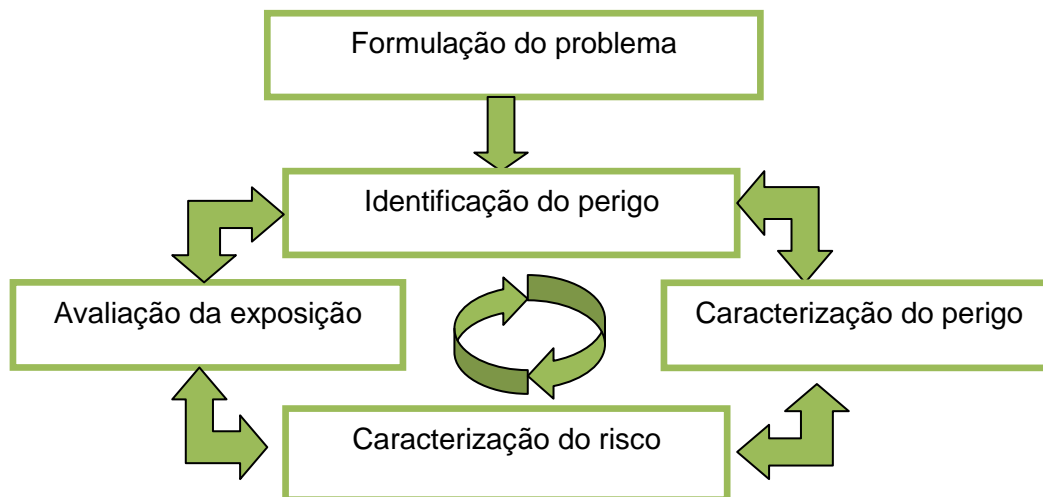 Formulação do problema
Identificação do perigo
Avaliação da exposição
Caracterização do perigo
Caracterização do risco